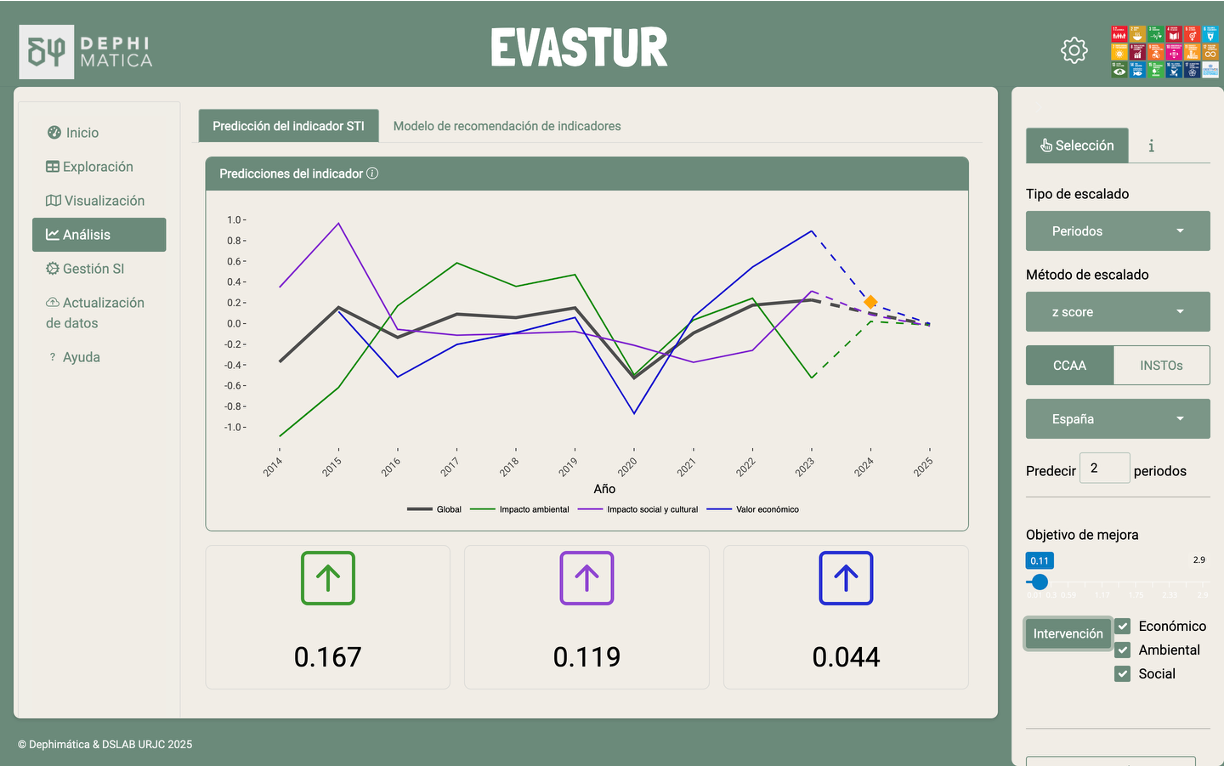 δψ DEPHI
MATICA
EVASTUR
Inicio
Exploración
Visualización
Análisis
Gestión SI
Actualización
de datos
? Ayuda
Predicción del indicador STI
Modelo de recomendación de indicadores
Predicciones del indicador i
1.0
0.8
0.6
0.4
0.2
0.0
-0.2
-0.4
-0.6
-0.8
-1.0
2014
2015
2016
2017
2018
2019
2020
2021
2022
2023
2024
2025
Año
Global
Impacto ambiental
Impacto social y cultural
Valor económico
0.167
0.119
0.044
Selección
i
Tipo de escalado
Periodos
Método de escalado
z score
CCAA
INSTOs
España
Predecir 2 periodos
Objetivo de mejora
0.11
2.9
Intervención
Económico
Ambiental
Social
© Dephimática & DSLAB URJC 2025